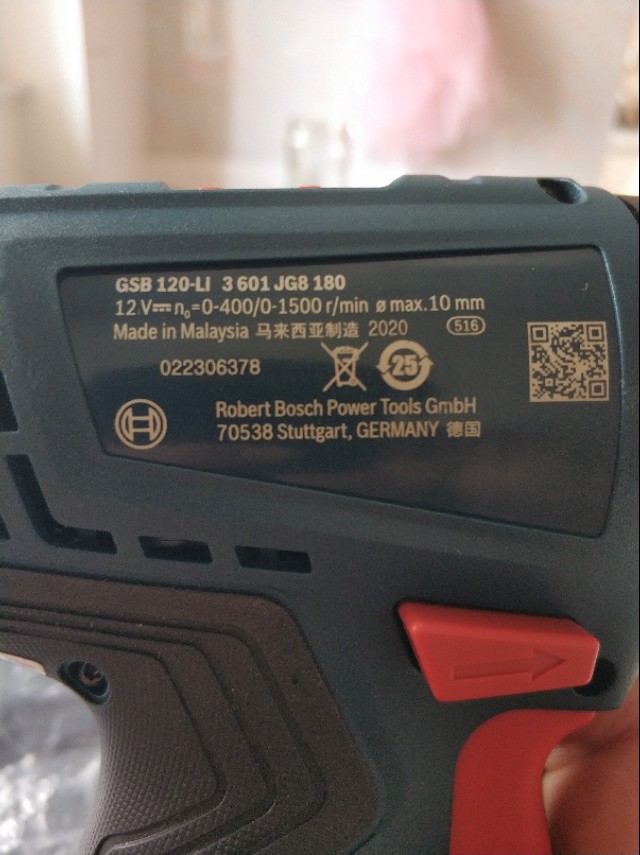 GSB 120-LI 3 601 JG8 180
12 V⎓ n₀=0-400/0-1500 r/min ø max. 10 mm
Made in Malaysia 马来西亚制造 2020 516
022306378 25
Robert Bosch Power Tools GmbH
70538 Stuttgart, GERMANY 德国